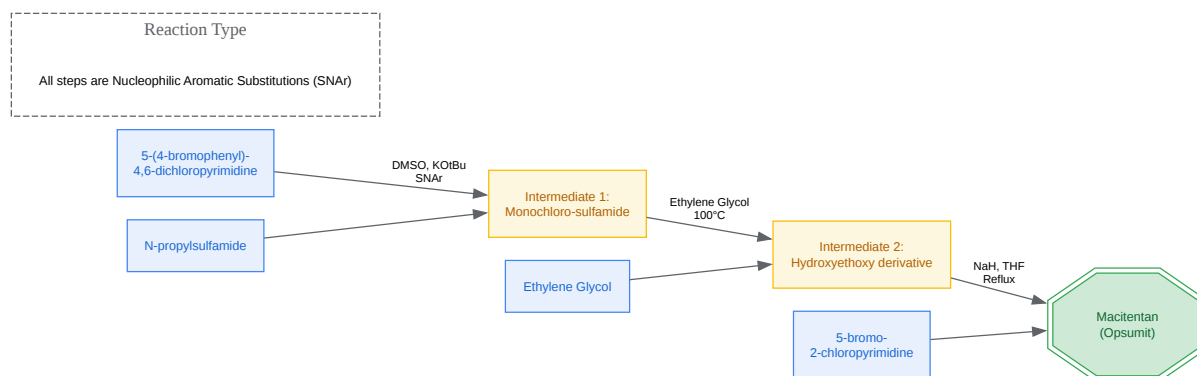 Reaction Type
All steps are Nucleophilic Aromatic Substitutions (SNAr)
5-(4-bromophenyl)-
4,6-dichloropyrimidine
N-propylsulfamide
DMSO, KOtBu
SNAr
Intermediate 1:
Monochloro-sulfamide
Ethylene Glycol
Ethylene Glycol
100°C
Intermediate 2:
Hydroxyethoxy derivative
5-bromo-
2-chloropyrimidine
NaH, THF
Reflux
Macitentan
(Opsumit)